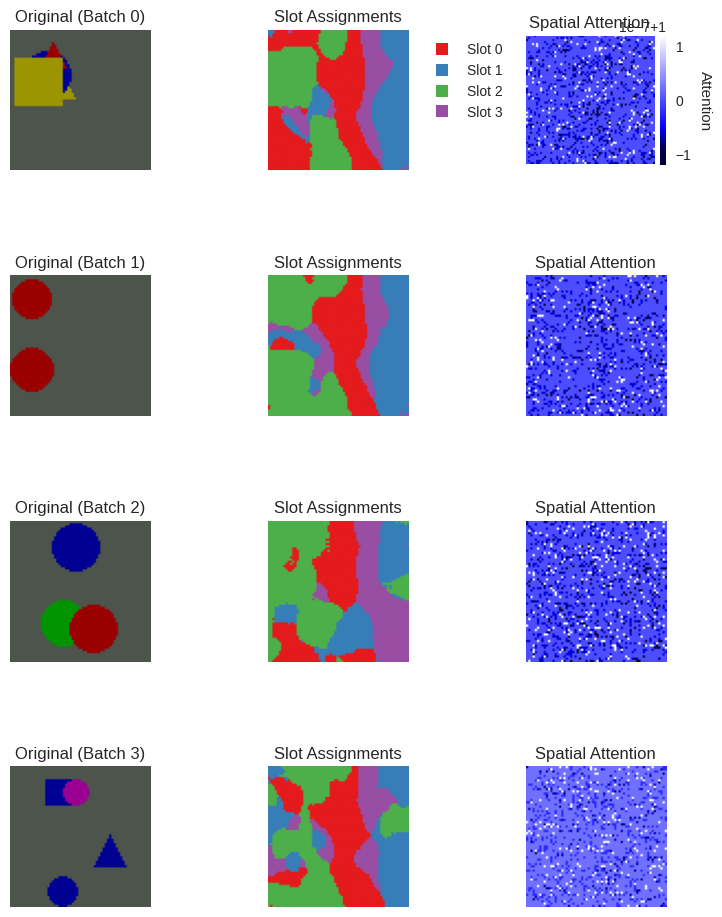 Original (Batch 0)
Slot Assignments
Slot 0
Slot 1
Slot 2
Slot 3
Spatial Attention
1e−7+1
1
0
−1
Attention
Original (Batch 1)
Slot Assignments
Spatial Attention
Original (Batch 2)
Slot Assignments
Spatial Attention
Original (Batch 3)
Slot Assignments
Spatial Attention